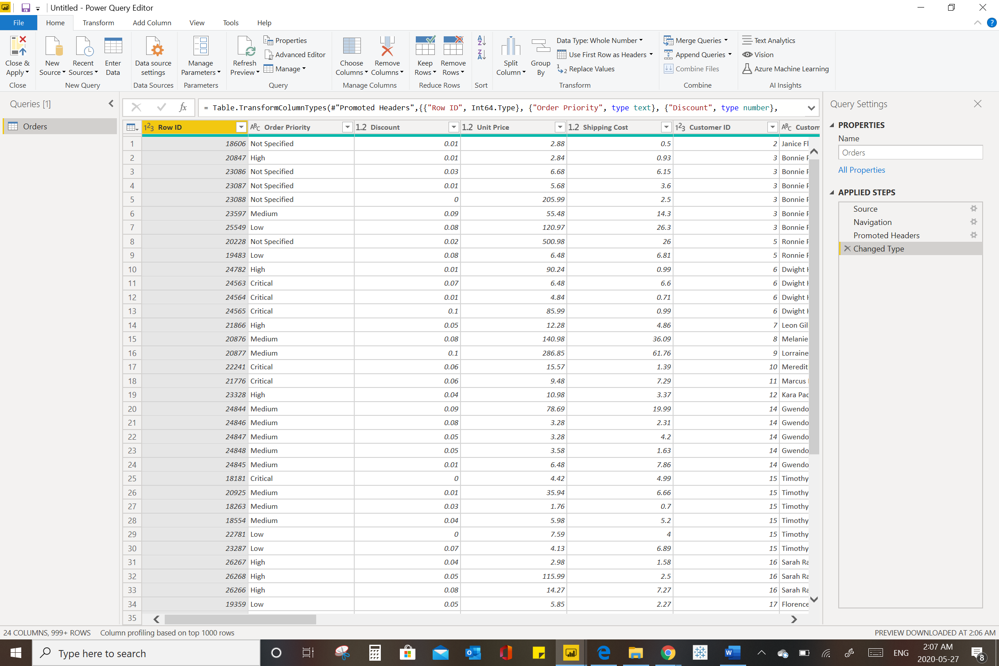 Untitled - Power Query Editor
File Home Transform Add Column View Tools Help
Close & Apply
New Source
Recent Sources
Enter Data
Data source settings
Manage Parameters
Refresh Preview
Properties
Advanced Editor
Manage
Choose Columns
Remove Columns
Keep Rows
Remove Rows
Split Column
Group By
Data Type: Whole Number
Use First Row as Headers
Replace Values
Merge Queries
Append Queries
Combine Files
Text Analytics
Vision
Azure Machine Learning
Close New Query Data Sources Parameters Query Manage Columns Reduce Rows Sort Transform Combine AI Insights
Queries [1]
Orders
fx = Table.TransformColumnTypes(#"Promoted Headers",{{"Row ID", Int64.Type}, {"Order Priority", type text}, {"Discount", type number},
Row ID Order Priority 1.2 Discount 1.2 Unit Price 1.2 Shipping Cost Customer ID Custom
1 18606 Not Specified 0.01 2.88 0.5 2 Janice Fl
2 20847 High 0.01 2.84 0.93 3 Bonnie
3 23086 Not Specified 0.03 6.68 6.15 3 Bonnie
4 23087 Not Specified 0.01 5.68 3.6 3 Bonnie
5 23088 Not Specified 0 205.99 2.5 3 Bonnie
6 23597 Medium 0.09 55.48 14.3 3 Bonnie
7 25549 Low 0.08 120.97 26.3 3 Bonnie
8 20228 Not Specified 0.02 500.98 26 5 Ronnie
9 19483 Low 0.08 6.48 6.81 5 Ronnie
10 24782 High 0.01 90.24 0.99 6 Dwight
11 24563 Critical 0.07 6.48 6.6 6 Dwight
12 24564 Critical 0.01 4.84 0.71 6 Dwight
13 24565 Critical 0.1 85.99 0.99 6 Dwight
14 21866 High 0.05 12.28 4.86 7 Leon Gil
15 20876 Medium 0.08 140.98 36.09 8 Melanie
16 20877 Medium 0.1 286.85 61.76 9 Lorraine
17 22241 Critical 0.06 15.57 1.39 10 Meredit
18 21776 Critical 0.06 9.48 7.29 11 Marcus
19 23328 High 0.04 10.98 3.37 12 Kara Pac
20 24844 Medium 0.09 78.69 19.99 14 Gwendo
21 24846 Medium 0.08 3.28 2.31 14 Gwendo
22 24847 Medium 0.05 3.28 4.2 14 Gwendo
23 24848 Medium 0.05 3.58 1.63 14 Gwendo
24 24845 Medium 0.01 6.48 7.86 14 Gwendo
25 18181 Critical 0 4.42 4.99 15 Timothy
26 20925 Medium 0.01 35.94 6.66 15 Timothy
27 18263 Medium 0.03 1.76 0.7 15 Timothy
28 18554 Medium 0.04 5.98 5.2 15 Timothy
29 22781 Low 0 7.59 4 15 Timothy
30 23287 Low 0.07 4.13 6.89 15 Timothy
31 26267 High 0.04 2.98 1.58 16 Sarah Ra
32 26268 High 0.05 115.99 2.5 16 Sarah Ra
33 26266 High 0.08 14.27 7.27 16 Sarah Ra
34 19359 Low 0.05 5.85 2.27 17 Florence
35
Query Settings
PROPERTIES
Name
Orders
All Properties
APPLIED STEPS
Source
Navigation
Promoted Headers
Changed Type
24 COLUMNS, 999+ ROWS Column profiling based on top 1000 rows PREVIEW DOWNLOADED AT 2:06 AM
Type here to search
ENG
2:07 AM
2020-05-27
8